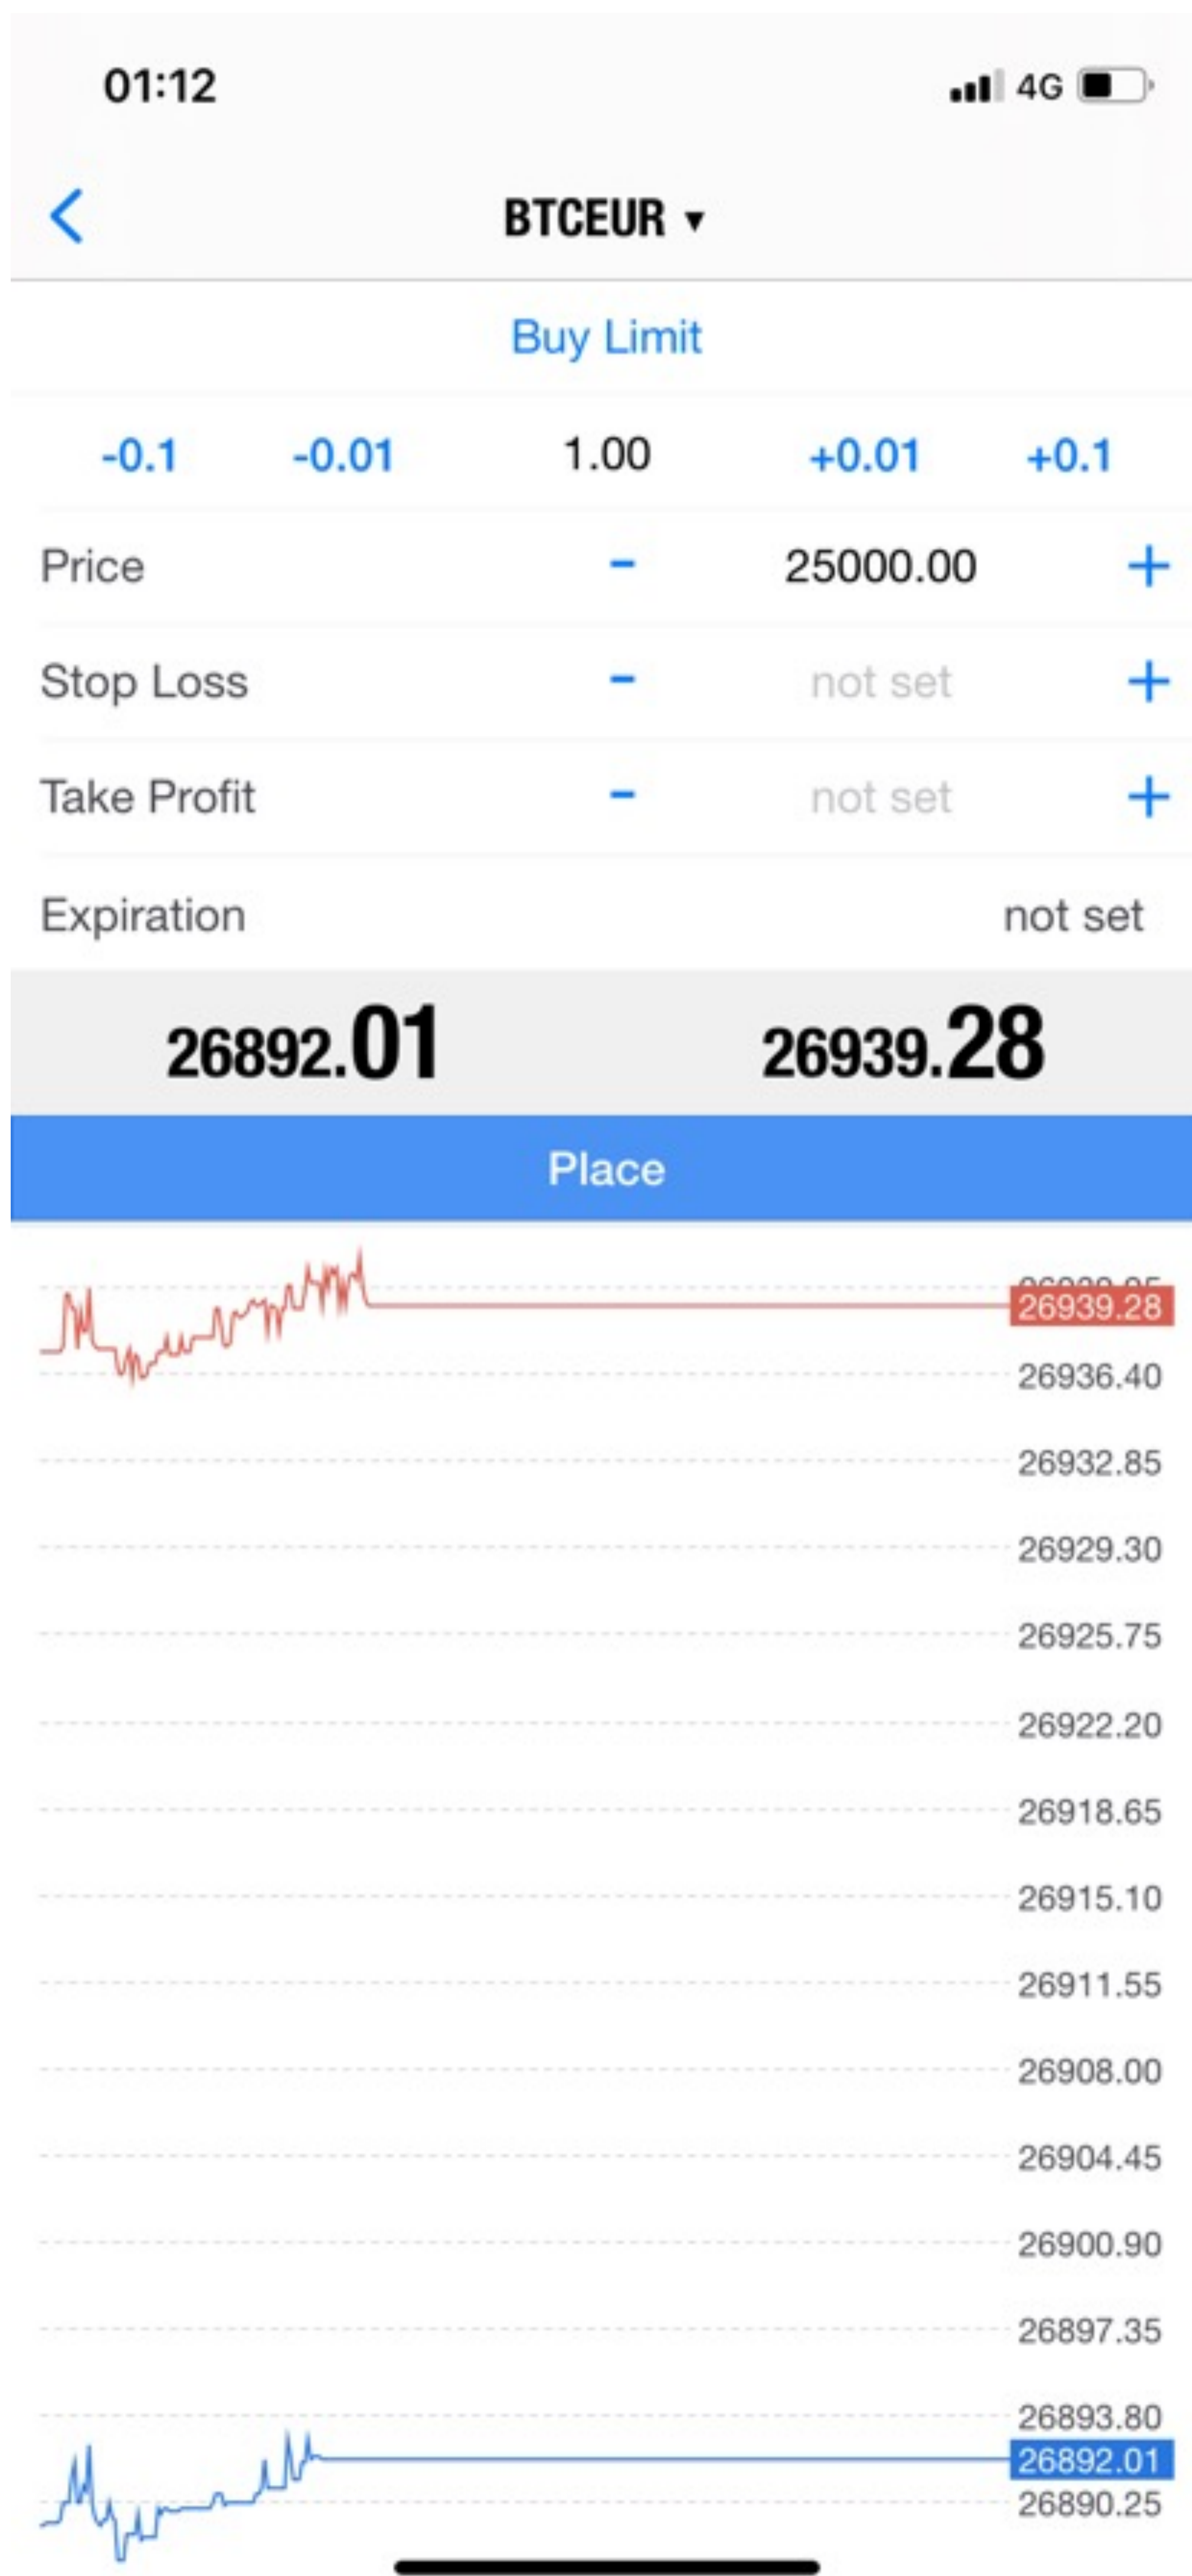 01:12 4G
BTCEUR ▼
Buy Limit
-0.1 -0.01 1.00 +0.01 +0.1
Price - 25000.00 +
Stop Loss - not set +
Take Profit - not set +
Expiration not set
26892.01 26939.28
Place
26939.28
26936.40
26932.85
26929.30
26925.75
26922.20
26918.65
26915.10
26911.55
26908.00
26904.45
26900.90
26897.35
26893.80
26892.01
26890.25